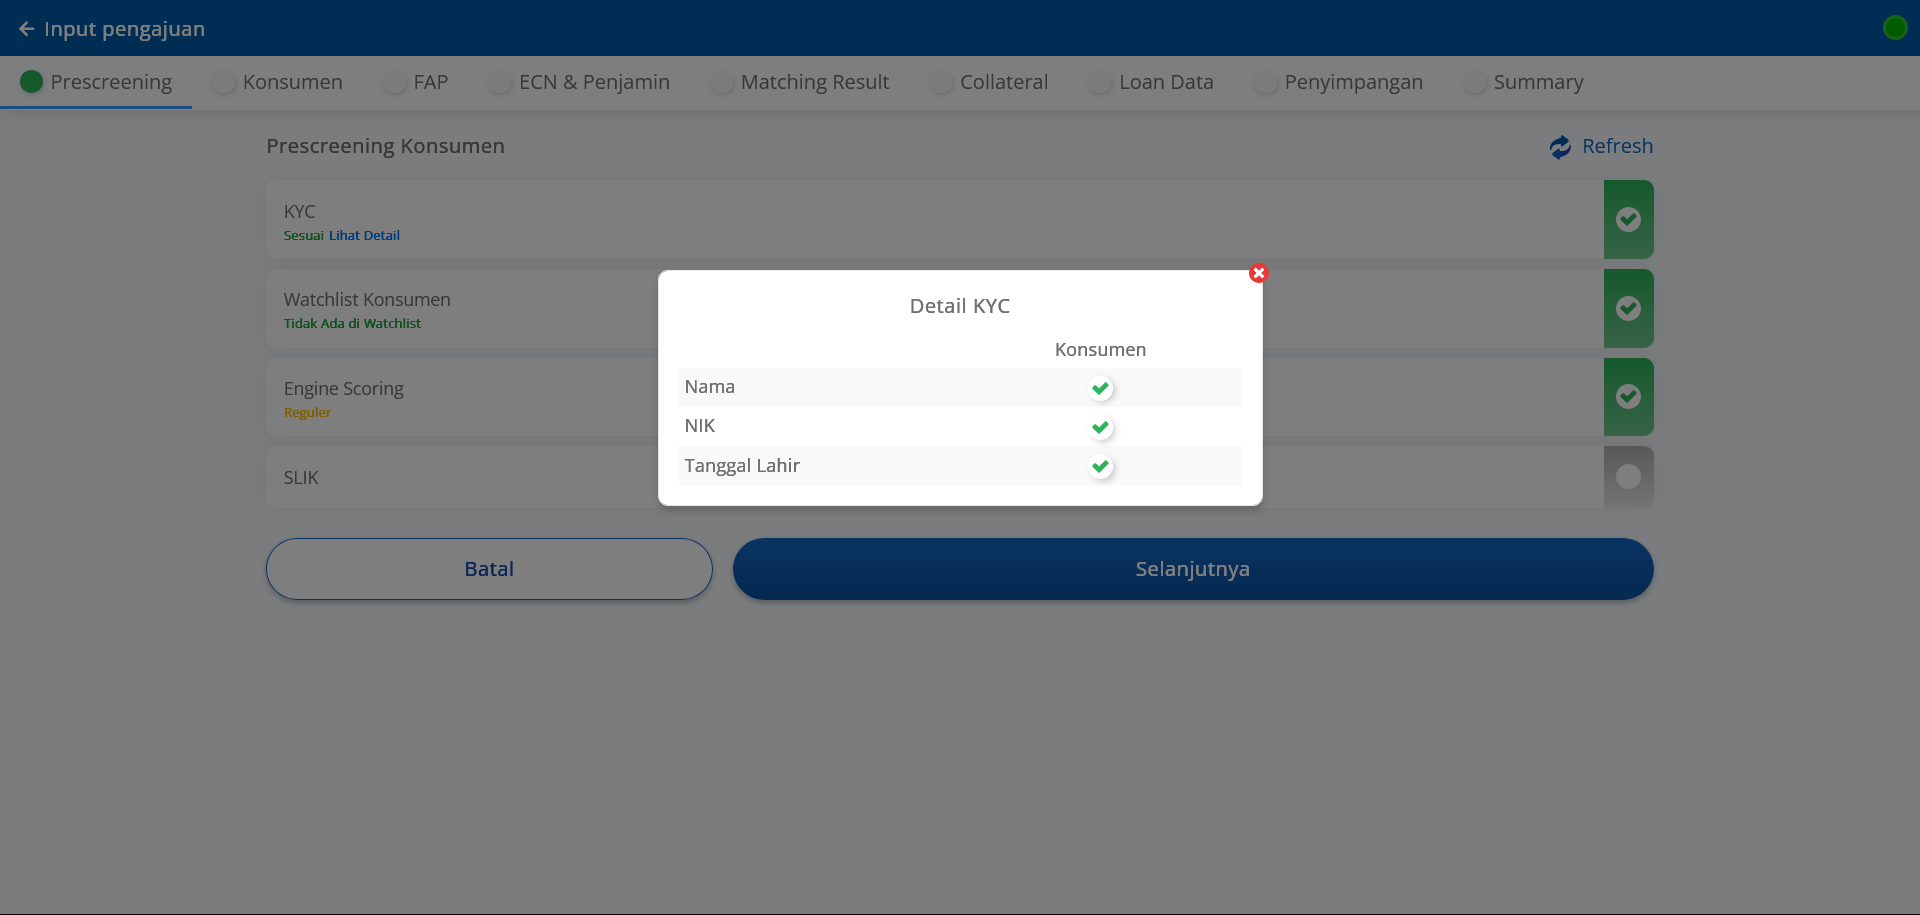 Input pengajuan
Prescreening Konsumen FAP ECN & Penjamin Matching Result Collateral Loan Data Penyimpangan Summary
Prescreening Konsumen
Refresh
KYC
Sesuai Lihat Detail
Watchlist Konsumen
Tidak Ada di Watchlist
Engine Scoring
Reguler
SLIK
Detail KYC
Konsumen
Nama
NIK
Tanggal Lahir
Batal
Selanjutnya